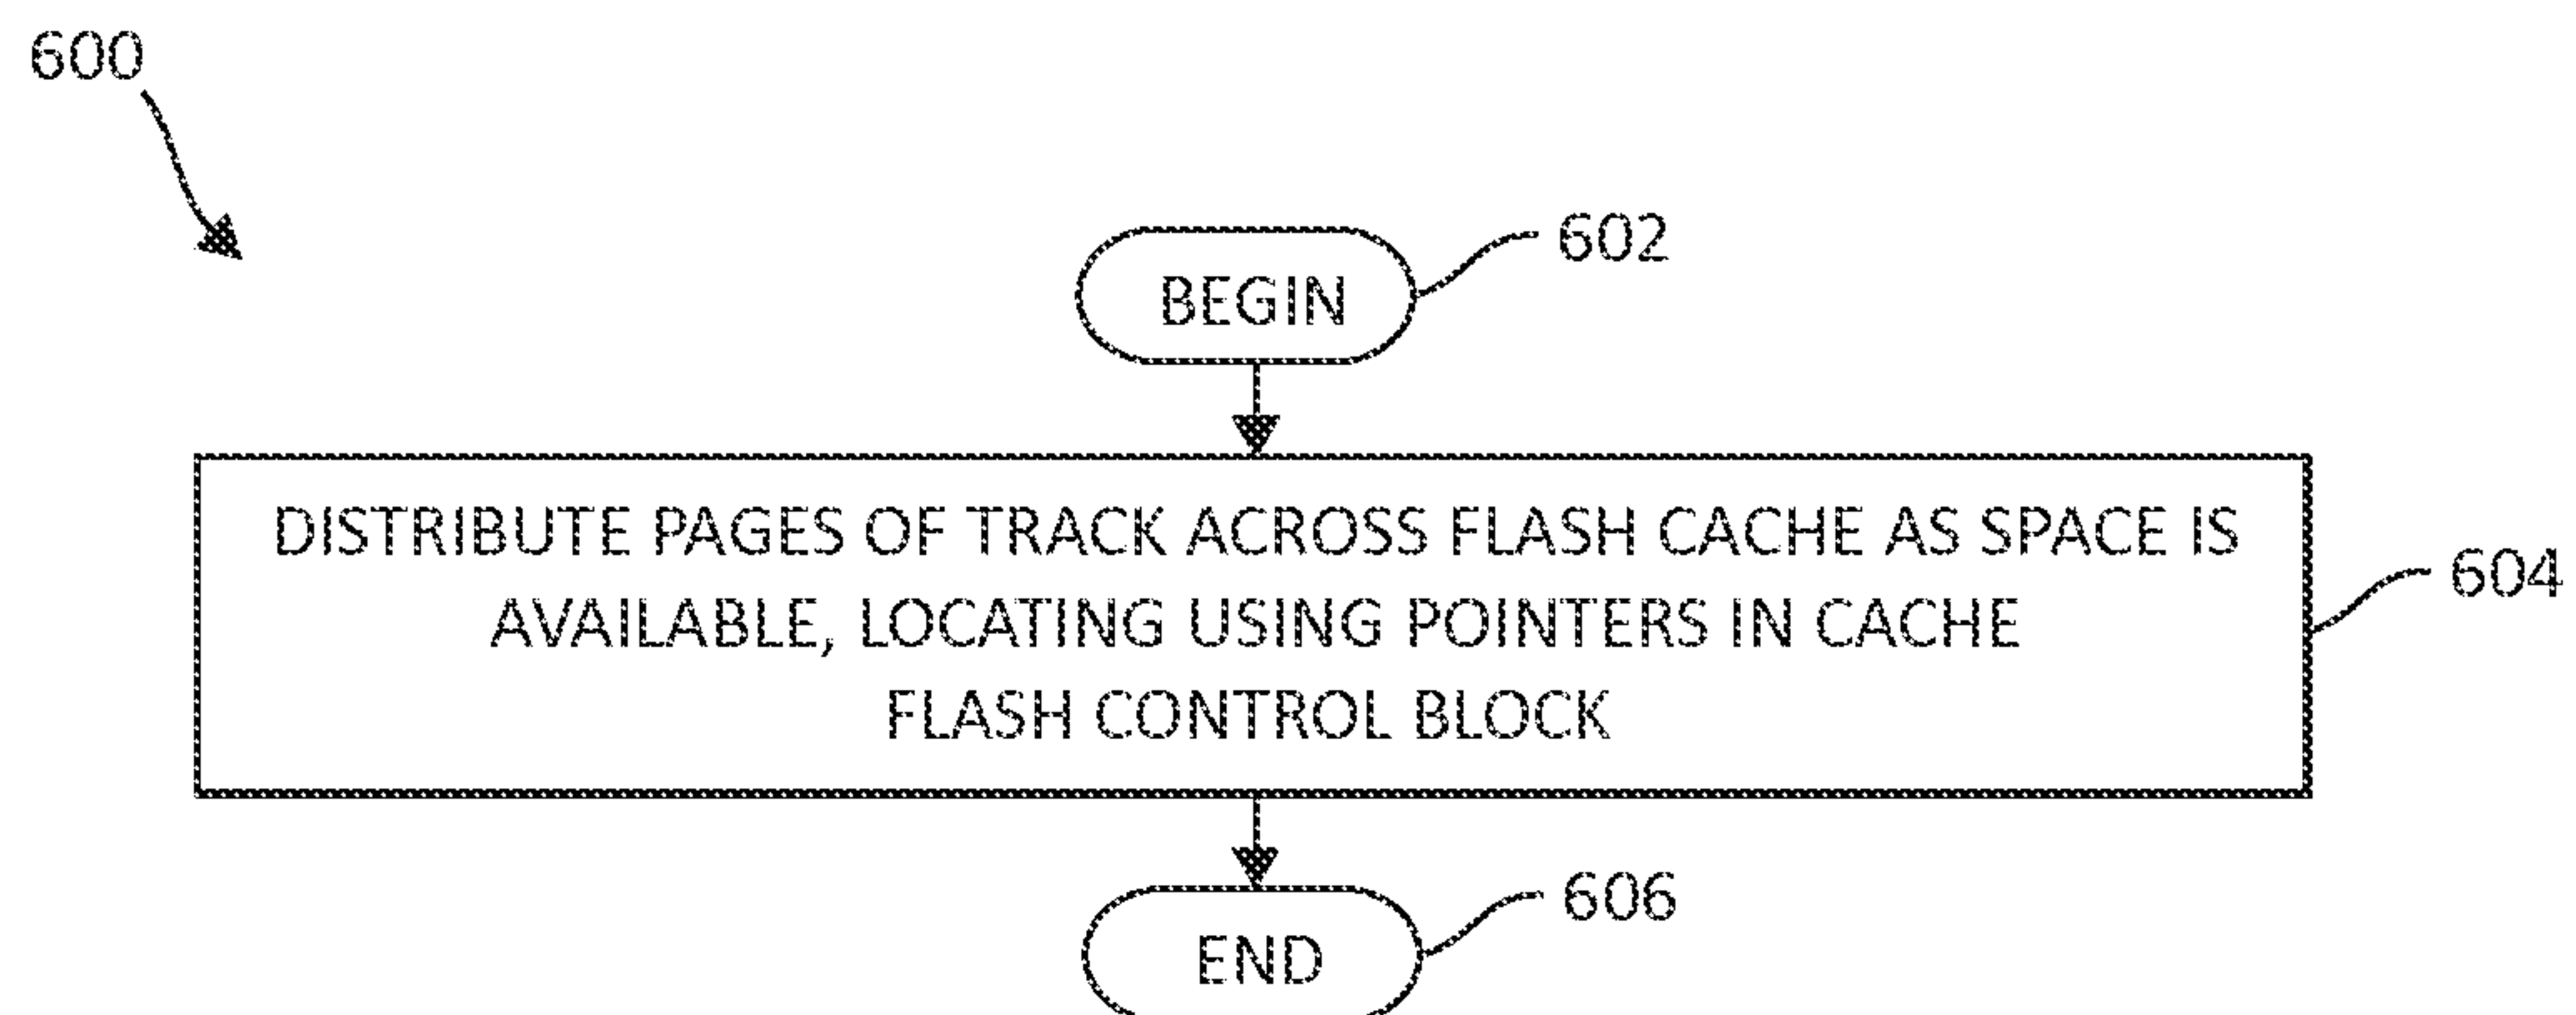 600
602
BEGIN
DISTRIBUTE PAGES OF TRACK ACROSS FLASH CACHE AS SPACE IS
AVAILABLE, LOCATING USING POINTERS IN CACHE
FLASH CONTROL BLOCK
604
606
END